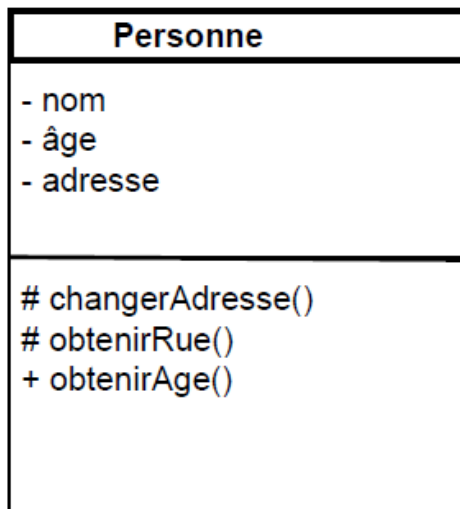 Personne
- nom
- âge
- adresse
# changerAdresse()
# obtenirRue()
+ obtenirAge()